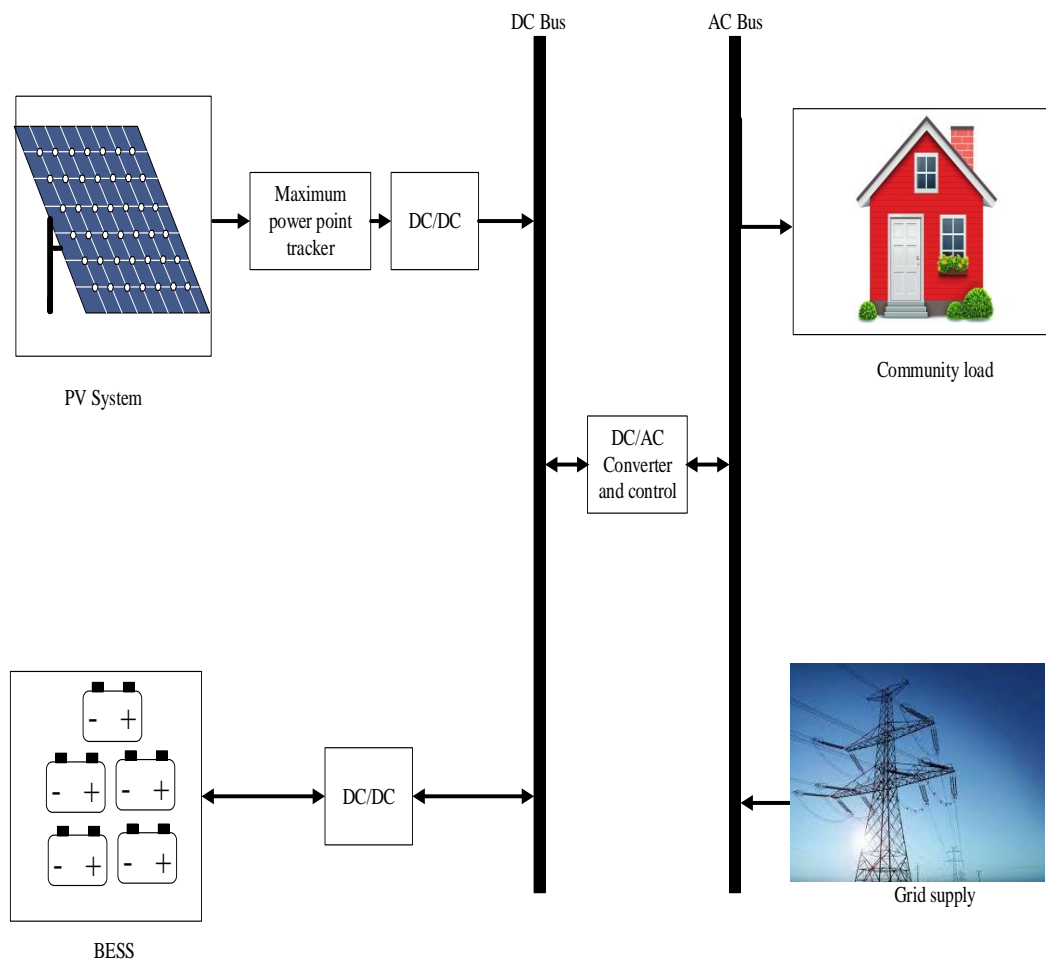 DC Bus
AC Bus
Maximum
power point
tracker
DC/DC
PV System
Community load
DC/AC
Converter
and control
- +
- +
- +
- +
- +
DC/DC
BESS
Grid supply